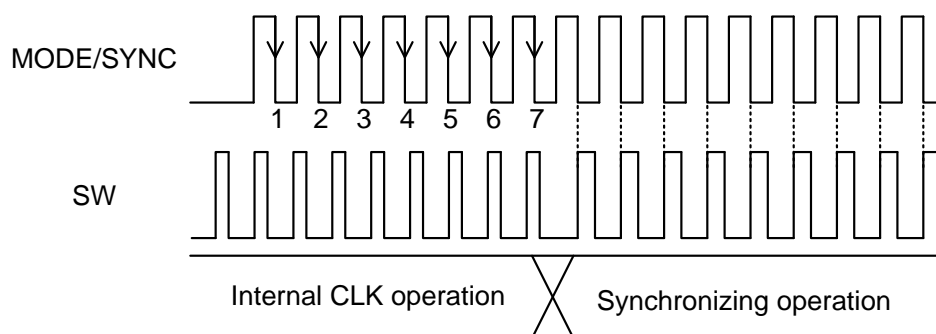 MODE/SYNC
1 2 3 4 5 6 7
SW
Internal CLK operation
Synchronizing operation